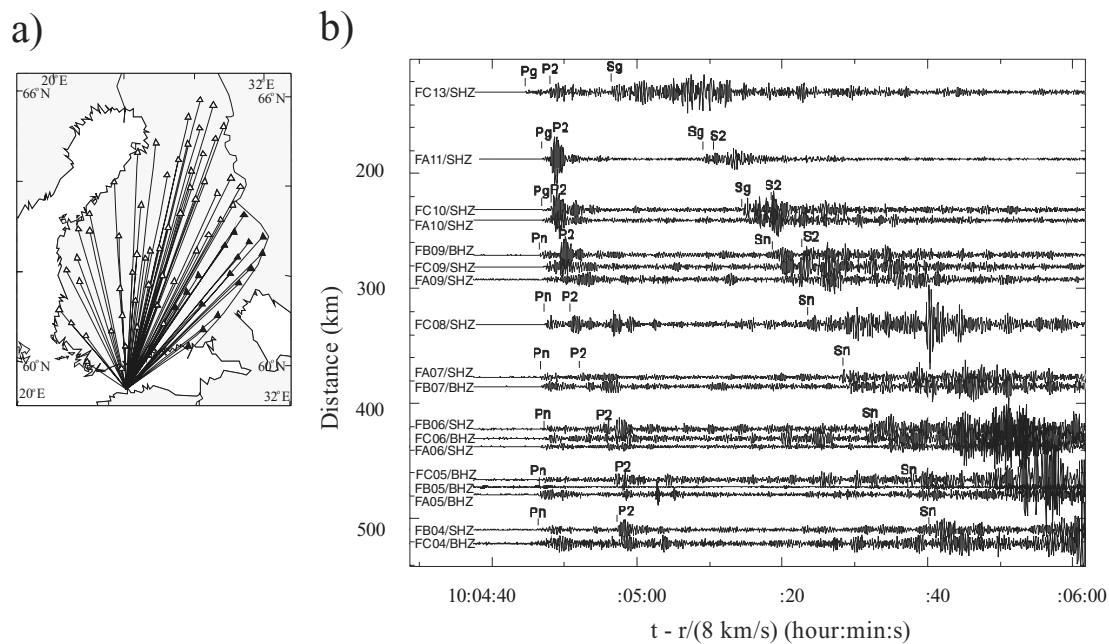 a)
b)
20°E
32°E
66°N
66°N
60°N
60°N
20°E
32°E
Distance (km)
200
300
400
500
Pg P2 Sg
FC13/SHZ
Pg P2 Sg S2
FA11/SHZ
Pg P2 Sg S2
FC10/SHZ
FA10/SHZ
Pn P2 Sn S2
FB09/BHZ
FC09/SHZ
FA09/SHZ
Pn P2 Sn
FC08/SHZ
Pn P2 Sn
FA07/SHZ
FB07/BHZ
Pn P2 Sn
FB06/SHZ
FC06/BHZ
FA06/SHZ
Pn P2 Sn
FC05/BHZ
FB05/BHZ
FA05/BHZ
Pn P2 Sn
FB04/SHZ
FC04/BHZ
10:04:40 :05:00 :20 :40 :06:00
t - r/(8 km/s) (hour:min:s)